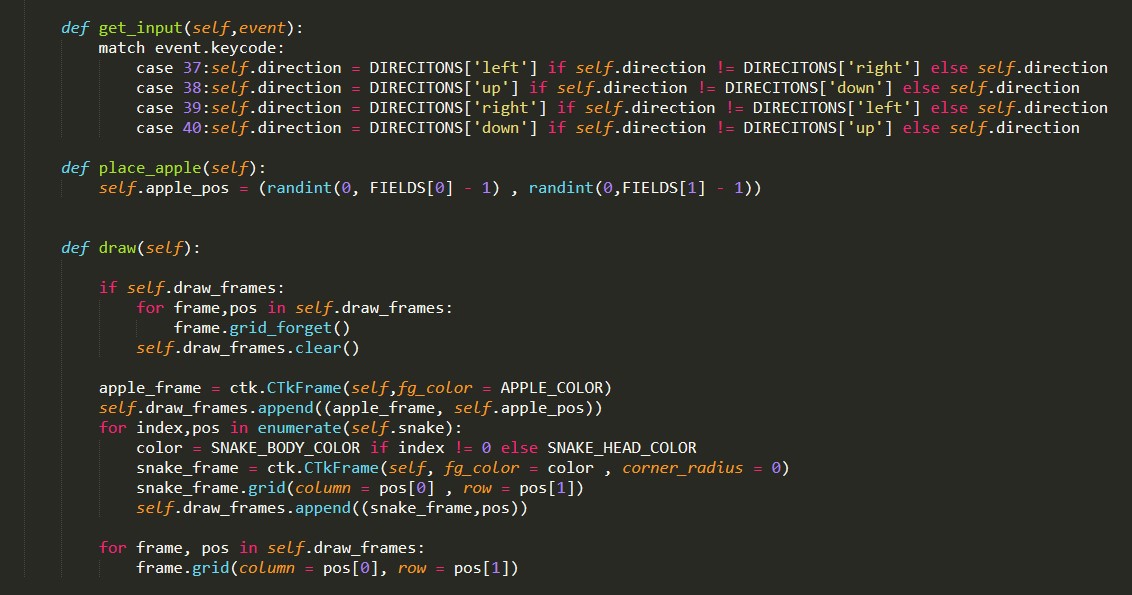 def get_input(self,event):
match event.keycode:
case 37:self.direction = DIRECITONS['left'] if self.direction != DIRECITONS['right'] else self.direction
case 38:self.direction = DIRECITONS['up'] if self.direction != DIRECITONS['down'] else self.direction
case 39:self.direction = DIRECITONS['right'] if self.direction != DIRECITONS['left'] else self.direction
case 40:self.direction = DIRECITONS['down'] if self.direction != DIRECITONS['up'] else self.direction
def place_apple(self):
self.apple_pos = (randint(0, FIELDS[0] - 1) , randint(0,FIELDS[1] - 1))
def draw(self):
if self.draw_frames:
for frame,pos in self.draw_frames:
frame.grid_forget()
self.draw_frames.clear()
apple_frame = ctk.CTkFrame(self,fg_color = APPLE_COLOR)
self.draw_frames.append((apple_frame, self.apple_pos))
for index,pos in enumerate(self.snake):
color = SNAKE_BODY_COLOR if index != 0 else SNAKE_HEAD_COLOR
snake_frame = ctk.CTkFrame(self, fg_color = color , corner_radius = 0)
snake_frame.grid(column = pos[0] , row = pos[1])
self.draw_frames.append((snake_frame,pos))
for frame, pos in self.draw_frames:
frame.grid(column = pos[0], row = pos[1])